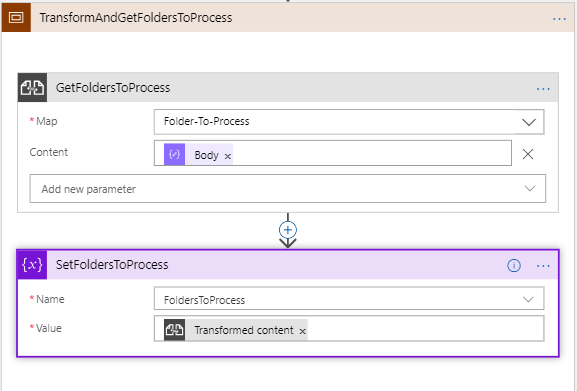 TransformAndGetFoldersToProcess
GetFoldersToProcess
* Map Folder-To-Process
Content Body ×
Add new parameter
{x} SetFoldersToProcess
* Name FoldersToProcess
* Value Transformed content ×